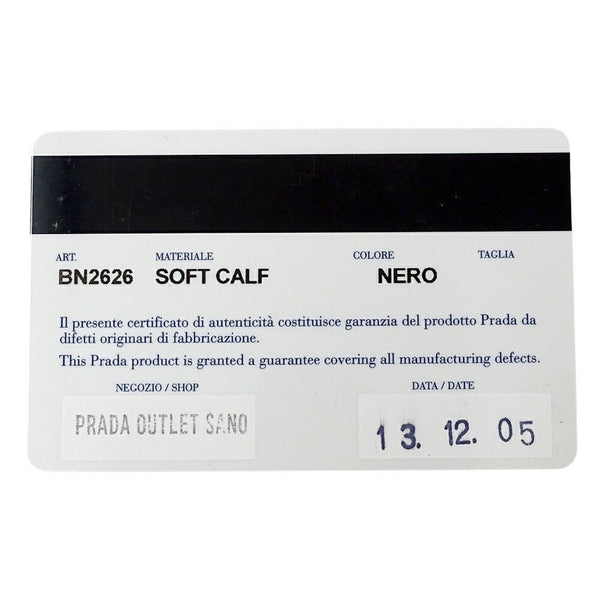 ART. MATERIALE COLORE TAGLIA
BN2626 SOFT CALF NERO
Il presente certificato di autenticità costituisce garanzia del prodotto Prada da
difetti originari di fabbricazione.
This Prada product is granted a guarantee covering all manufacturing defects.
NEGOZIO / SHOP DATA / DATE
PRADA OUTLET SANO 13. 12. 05